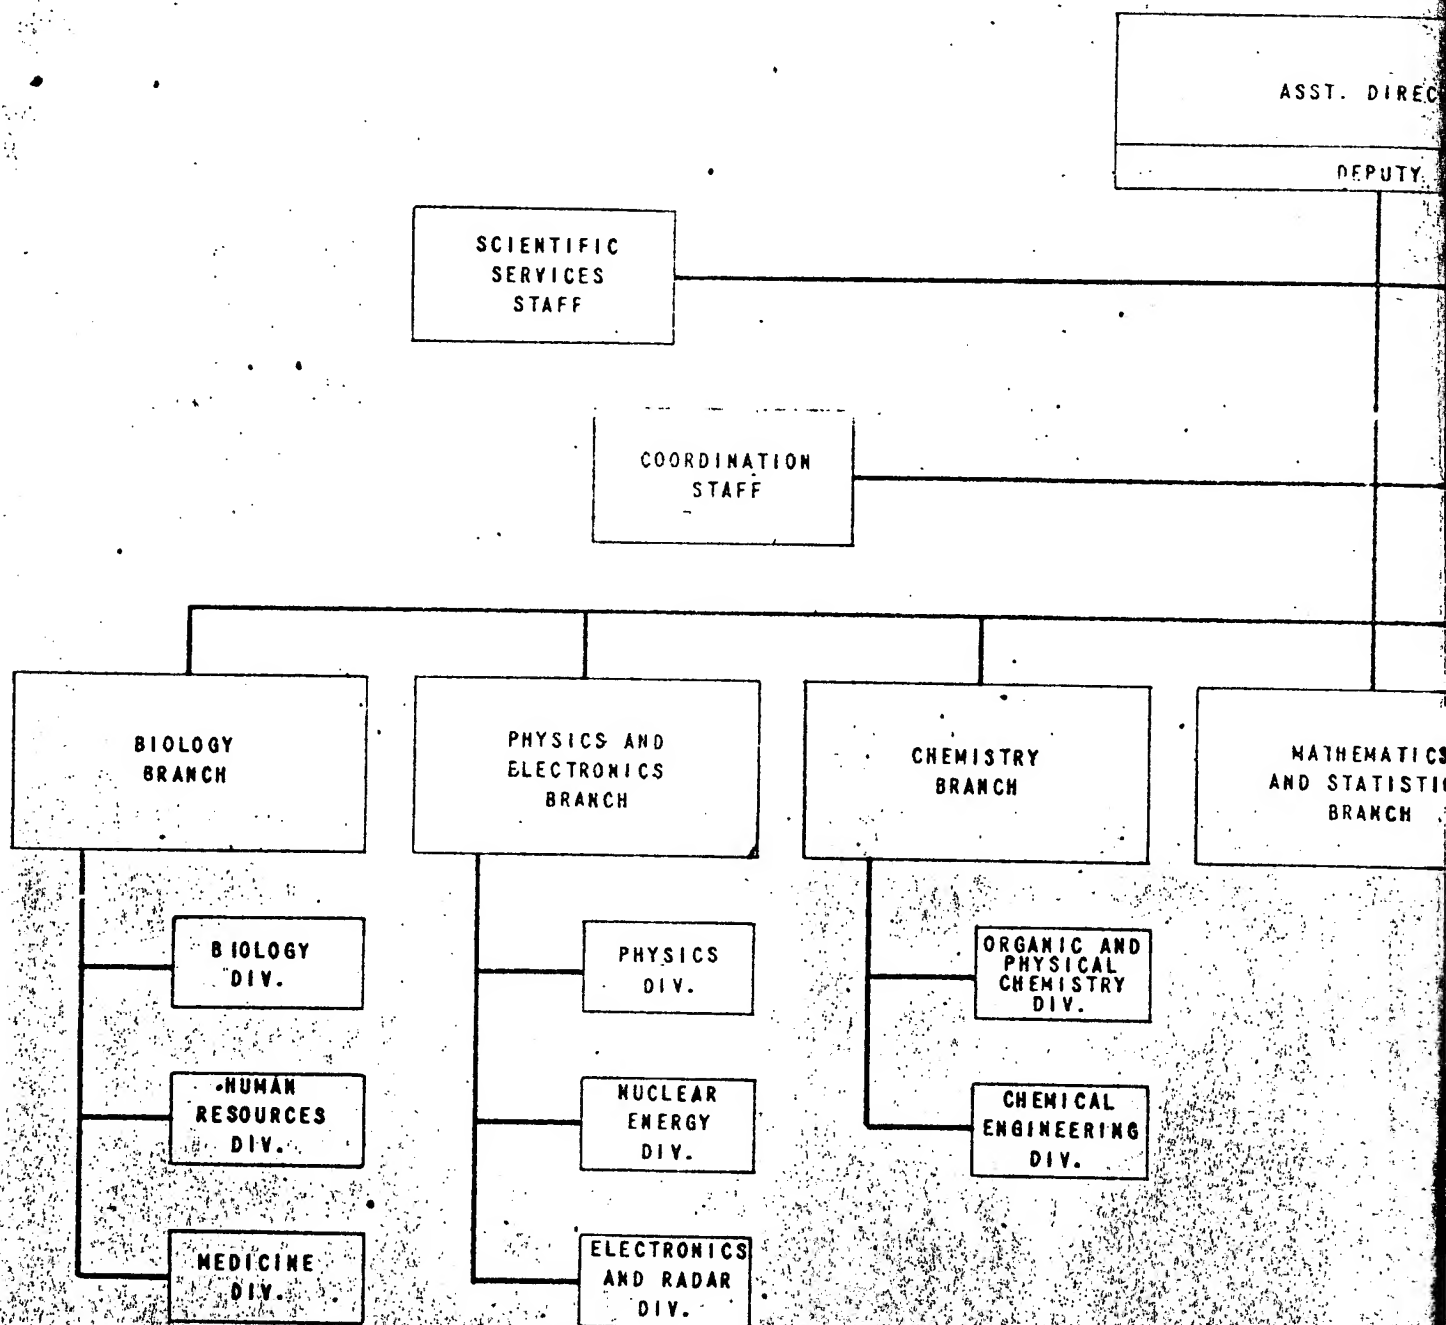 ASST. DIREC
DEPUTY
SCIENTIFIC
SERVICES
STAFF
COORDINATION
STAFF
BIOLOGY
BRANCH
PHYSICS AND
ELECTRONICS
BRANCH
CHEMISTRY
BRANCH
MATHEMATICS
AND STATISTIC
BRANCH
BIOLOGY
DIV.
HUMAN
RESOURCES
DIV.
MEDICINE
DIV.
PHYSICS
DIV.
NUCLEAR
ENERGY
DIV.
ELECTRONICS
AND RADAR
DIV.
ORGANIC AND
PHYSICAL
CHEMISTRY
DIV.
CHEMICAL
ENGINEERING
DIV.